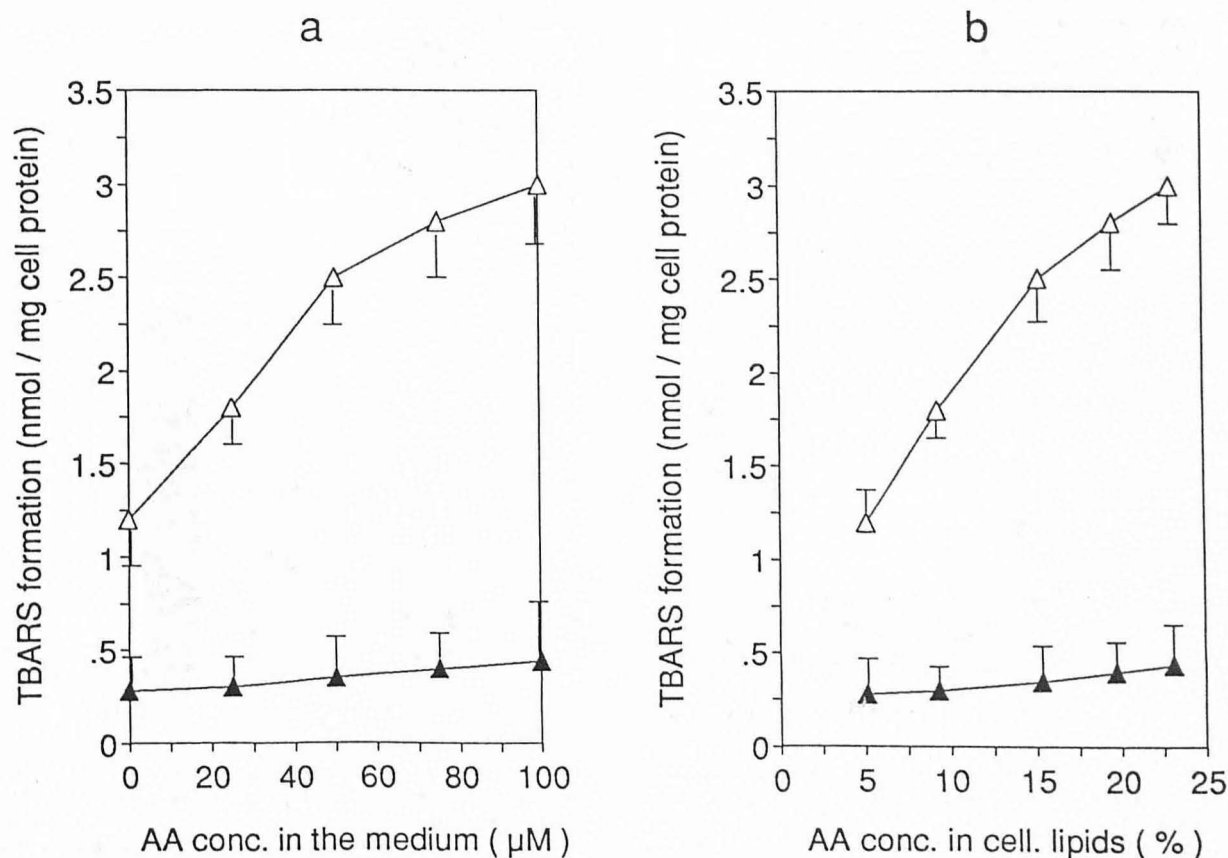 a
TBARS formation (nmol / mg cell protein)
3.5
3
2.5
2
1.5
1
.5
0
0 20 40 60 80 100
AA conc. in the medium ( µM )
b
TBARS formation (nmol / mg cell protein)
3.5
3
2.5
2
1.5
1
.5
0
0 5 10 15 20 25
AA conc. in cell. lipids ( % )